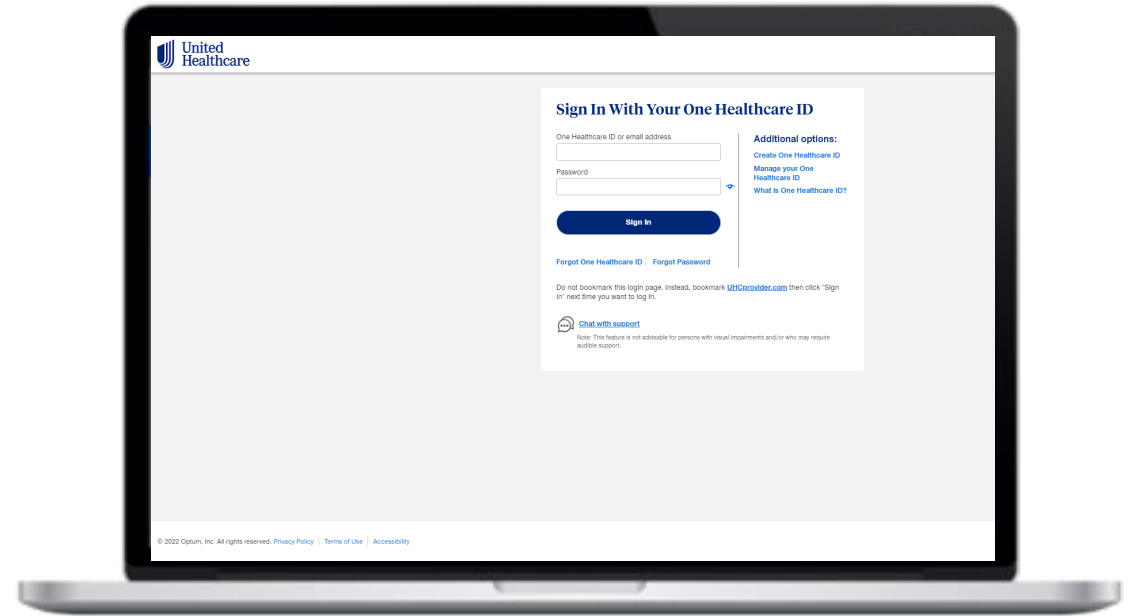 United
Healthcare
Sign In With Your One Healthcare ID
One Healthcare ID or email address
Password
Sign In
Forgot One Healthcare ID
Forgot Password
Additional options:
Create One Healthcare ID
Manage your One
Healthcare ID
What is One Healthcare ID?
Do not bookmark this login page. Instead, bookmark UHCprovider.com then click "Sign
In" next time you want to log in.
Chat with support
Note: This feature is not advisable for persons with visual impairments and/or who may require
audible support.
© 2022 Optum, Inc. All rights reserved. Privacy Policy Terms of Use Accessibility